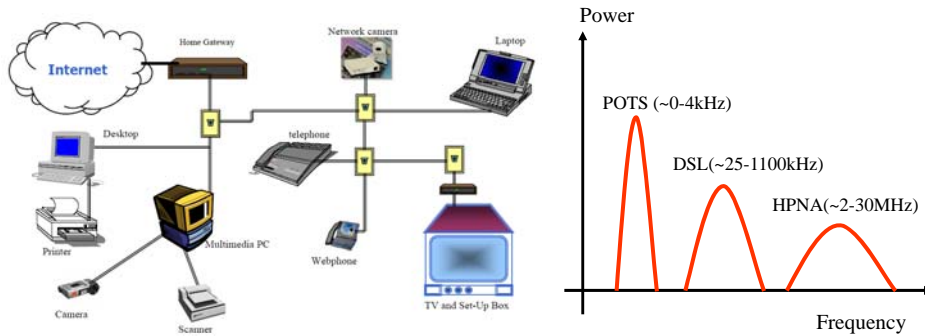 Internet
Home Gateway
Network camera
Laptop
Desktop
telephone
Printer
Multimedia PC
Webphone
Camera
Scanner
TV and Set-Up Box
Power
POTS (~0-4kHz)
DSL(~25-1100kHz)
HPNA(~2-30MHz)
Frequency